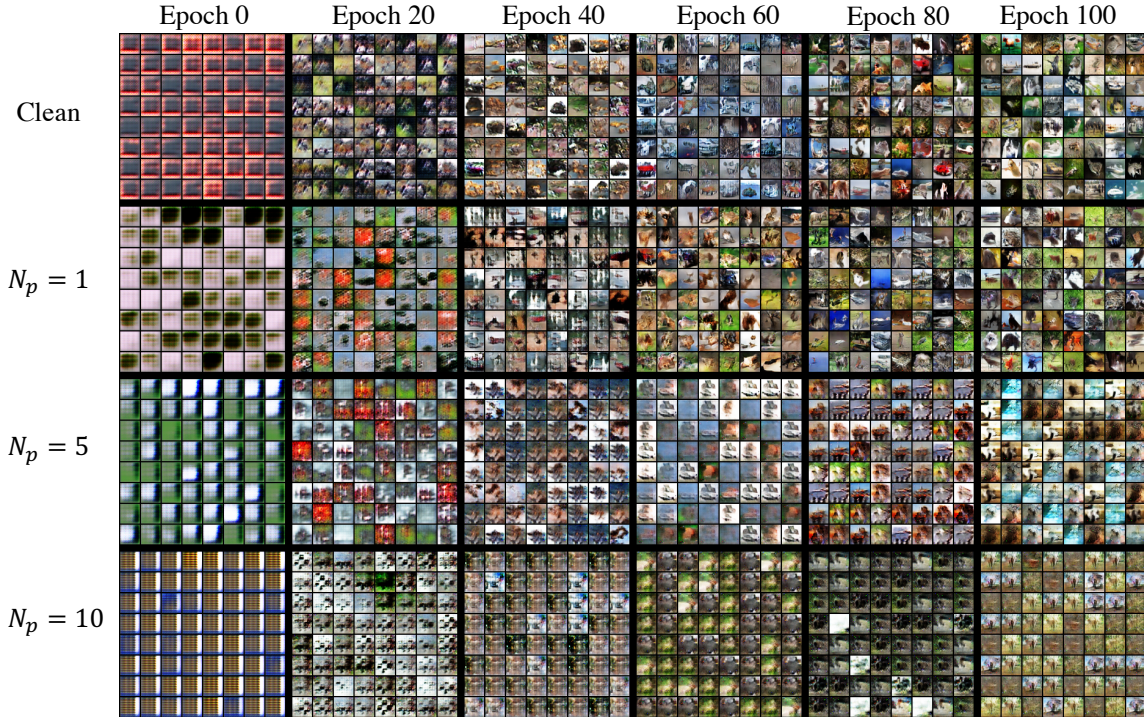 Epoch 0 Epoch 20 Epoch 40 Epoch 60 Epoch 80 Epoch 100
Clean
$N_p = 1$
$N_p = 5$
$N_p = 10$